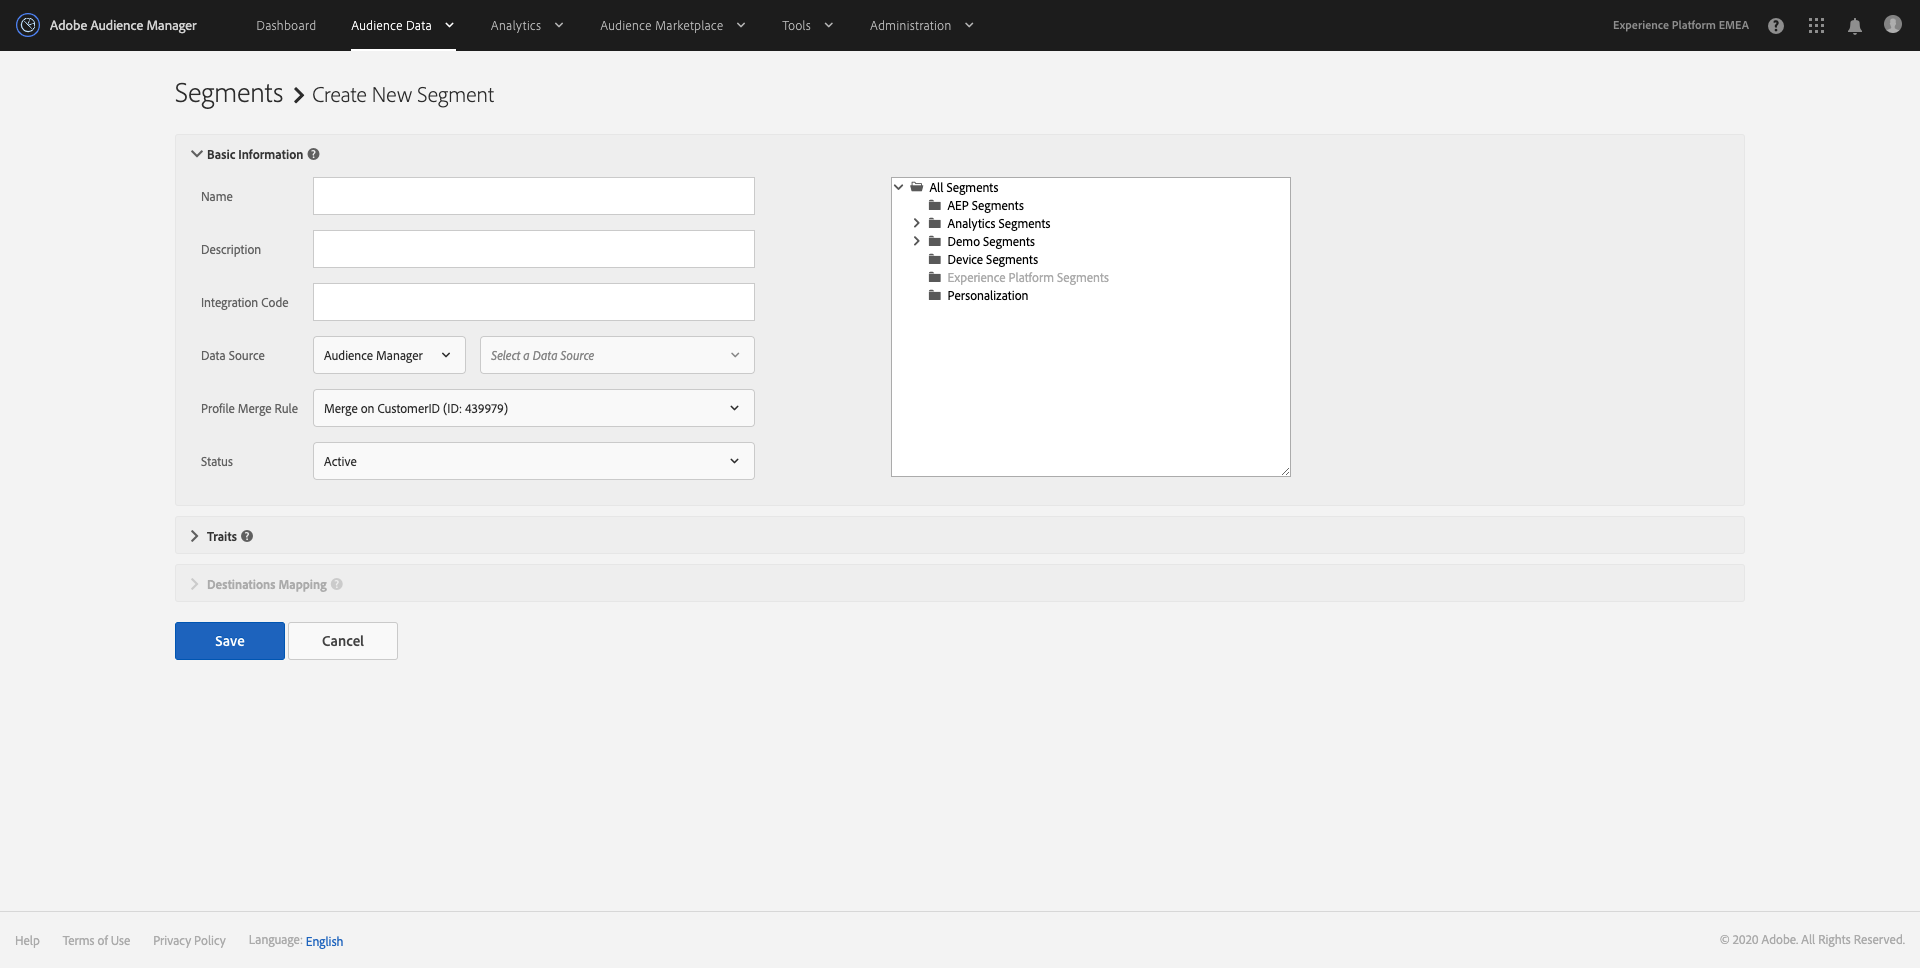 Adobe Audience Manager Dashboard Audience Data Analytics Audience Marketplace Tools Administration Experience Platform EMEA
Segments Create New Segment
Basic Information
Name
Description
Integration Code
Data Source Audience Manager Select a Data Source
Profile Merge Rule Merge on CustomerID (ID: 439979)
Status Active
All Segments
AEP Segments
Analytics Segments
Demo Segments
Device Segments
Experience Platform Segments
Personalization
Traits
Destinations Mapping
Save Cancel
Help Terms of Use Privacy Policy Language: English © 2020 Adobe. All Rights Reserved.